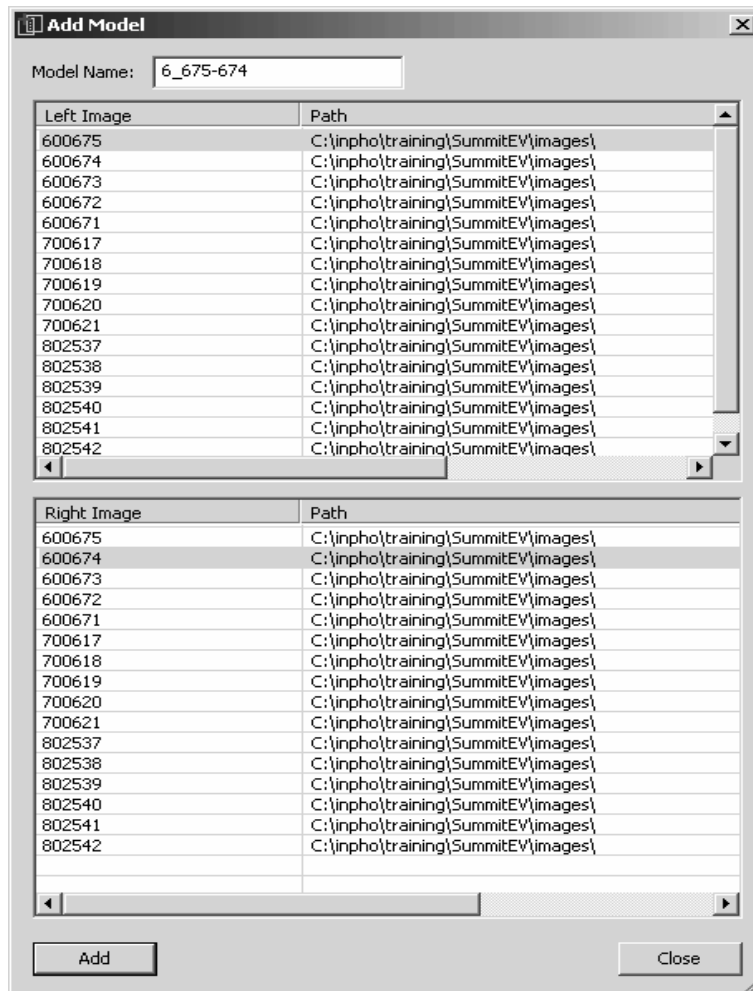 Add Model
Model Name: 6_675-674
Left Image Path
600675 C:\inpho\training\SummitEV\images\
600674 C:\inpho\training\SummitEV\images\
600673 C:\inpho\training\SummitEV\images\
600672 C:\inpho\training\SummitEV\images\
600671 C:\inpho\training\SummitEV\images\
700617 C:\inpho\training\SummitEV\images\
700618 C:\inpho\training\SummitEV\images\
700619 C:\inpho\training\SummitEV\images\
700620 C:\inpho\training\SummitEV\images\
700621 C:\inpho\training\SummitEV\images\
802537 C:\inpho\training\SummitEV\images\
802538 C:\inpho\training\SummitEV\images\
802539 C:\inpho\training\SummitEV\images\
802540 C:\inpho\training\SummitEV\images\
802541 C:\inpho\training\SummitEV\images\
802542 C:\inpho\training\SummitEV\images\
Right Image Path
600675 C:\inpho\training\SummitEV\images\
600674 C:\inpho\training\SummitEV\images\
600673 C:\inpho\training\SummitEV\images\
600672 C:\inpho\training\SummitEV\images\
600671 C:\inpho\training\SummitEV\images\
700617 C:\inpho\training\SummitEV\images\
700618 C:\inpho\training\SummitEV\images\
700619 C:\inpho\training\SummitEV\images\
700620 C:\inpho\training\SummitEV\images\
700621 C:\inpho\training\SummitEV\images\
802537 C:\inpho\training\SummitEV\images\
802538 C:\inpho\training\SummitEV\images\
802539 C:\inpho\training\SummitEV\images\
802540 C:\inpho\training\SummitEV\images\
802541 C:\inpho\training\SummitEV\images\
802542 C:\inpho\training\SummitEV\images\
Add Close